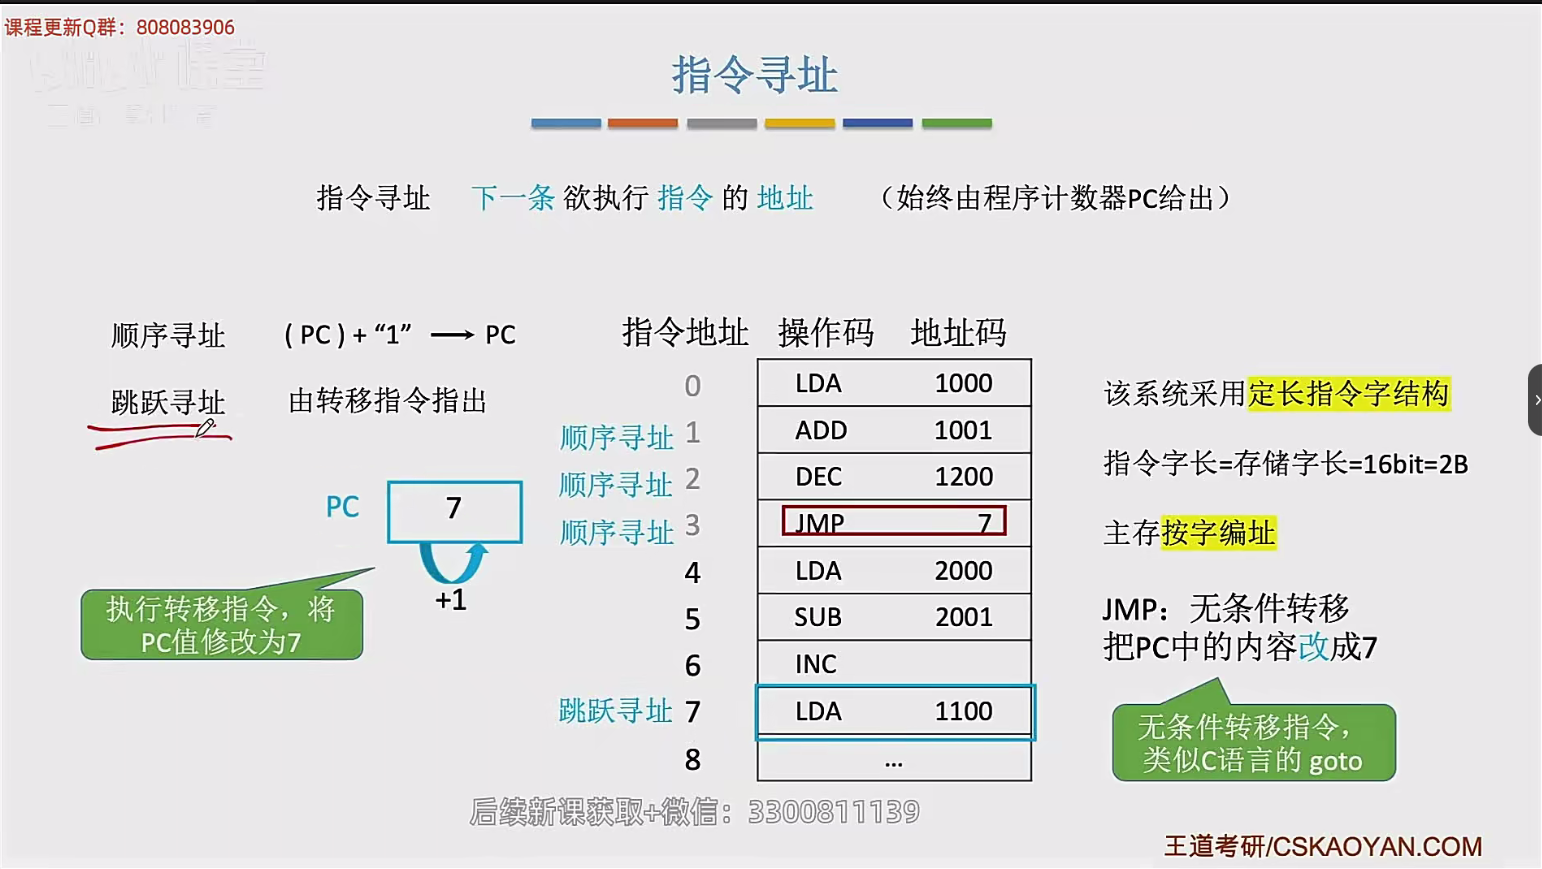 课程更新Q群：808083906
指令寻址
指令寻址 下一条 欲执行 指令 的 地址 （始终由程序计数器PC给出）
顺序寻址 ( PC ) + “1” ⟶ PC
跳跃寻址 由转移指令指出
PC 7
+1
执行转移指令，将
PC值修改为7
指令地址 操作码 地址码
0 LDA 1000
顺序寻址 1 ADD 1001
顺序寻址 2 DEC 1200
顺序寻址 3 JMP 7
4 LDA 2000
5 SUB 2001
6 INC
跳跃寻址 7 LDA 1100
8 ...
该系统采用定长指令字结构
指令字长=存储字长=16bit=2B
主存按字编址
JMP：无条件转移
把PC中的内容改成7
无条件转移指令，
类似C语言的 goto
后续新课获取+微信：3300811139
王道考研/CSKAOYAN.COM